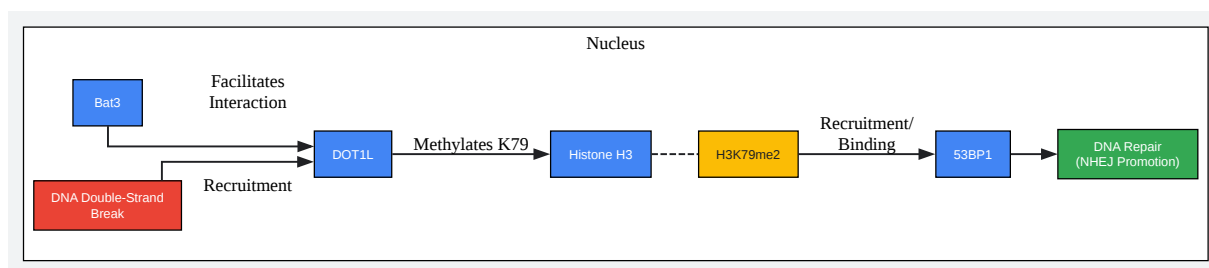 Nucleus
Facilitates
Interaction
Bat3
DOT1L
Methylates K79
Histone H3
H3K79me2
Recruitment/
Binding
53BP1
DNA Repair
(NHEJ Promotion)
Recruitment
DNA Double-Strand
Break